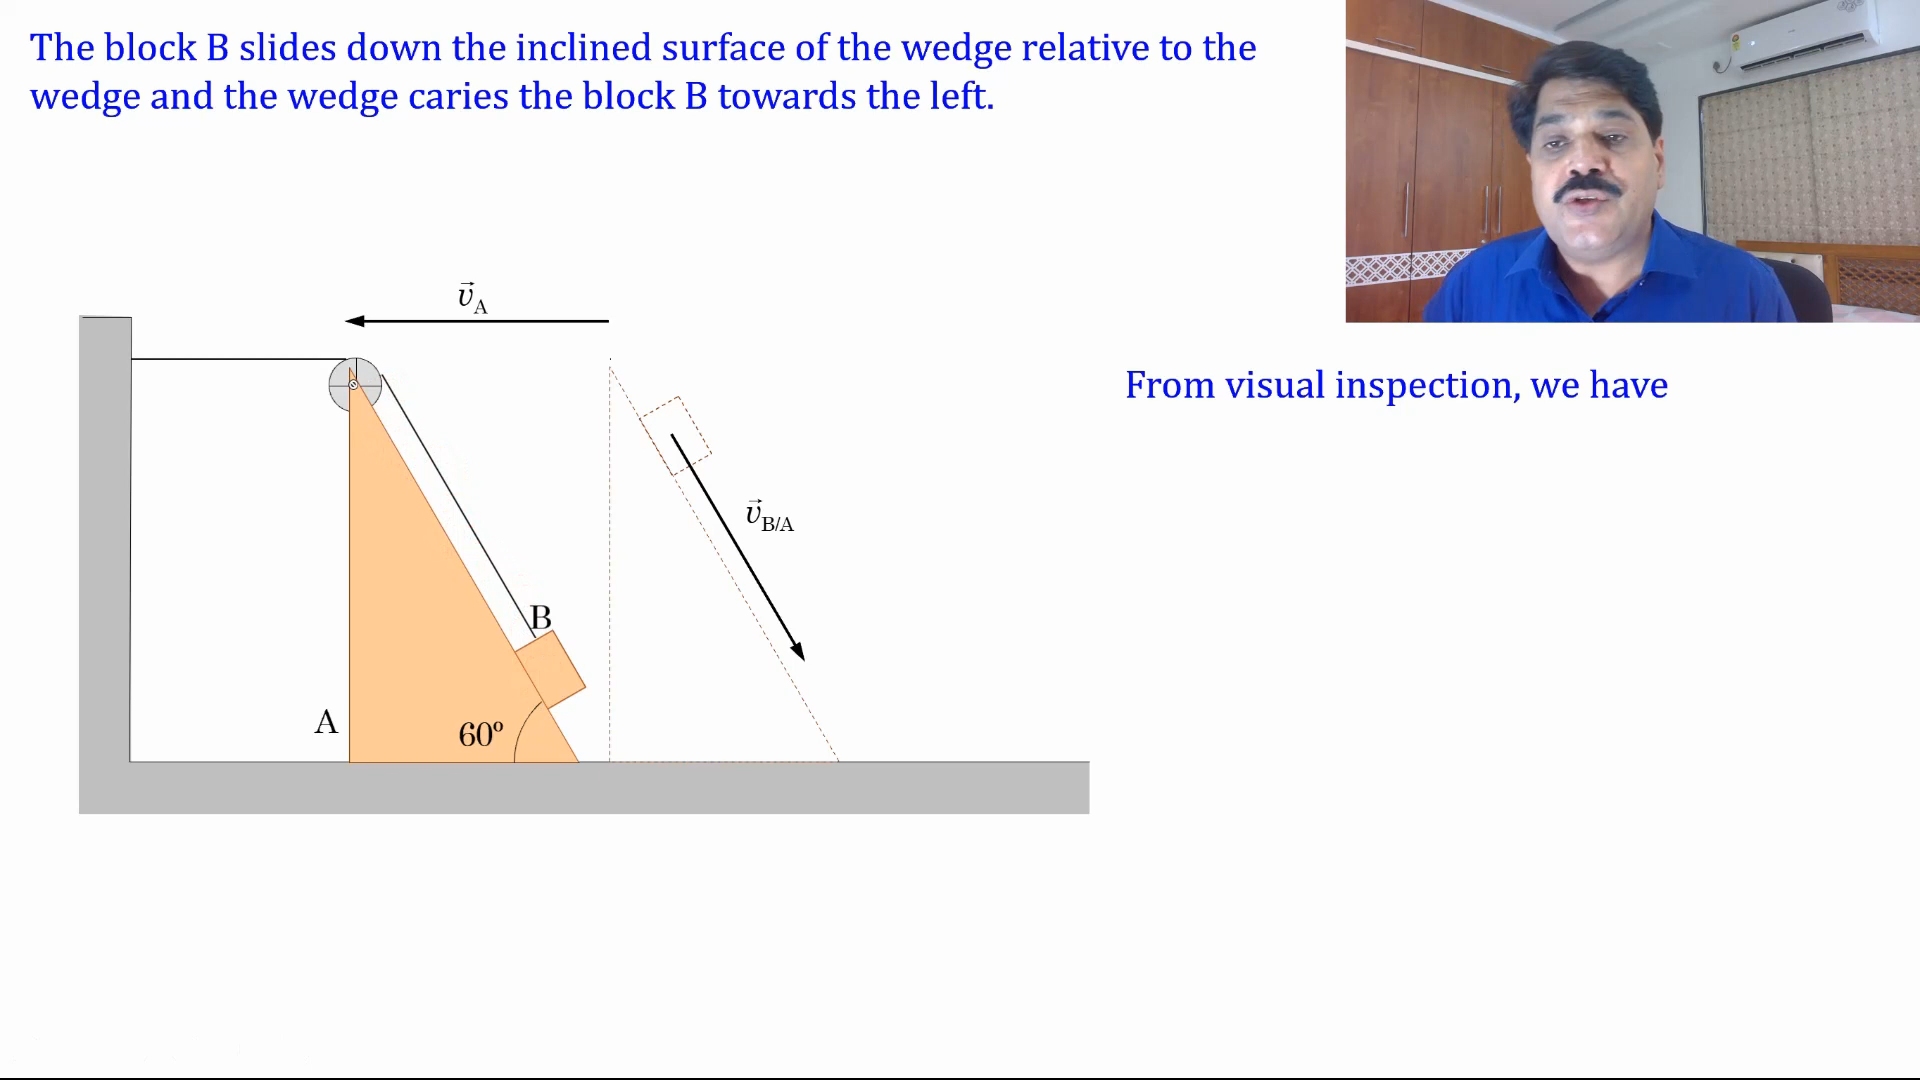 The block B slides down the inclined surface of the wedge relative to the
wedge and the wedge caries the block B towards the left.
v⃗A
From visual inspection, we have
v⃗B/A
B
A
60º